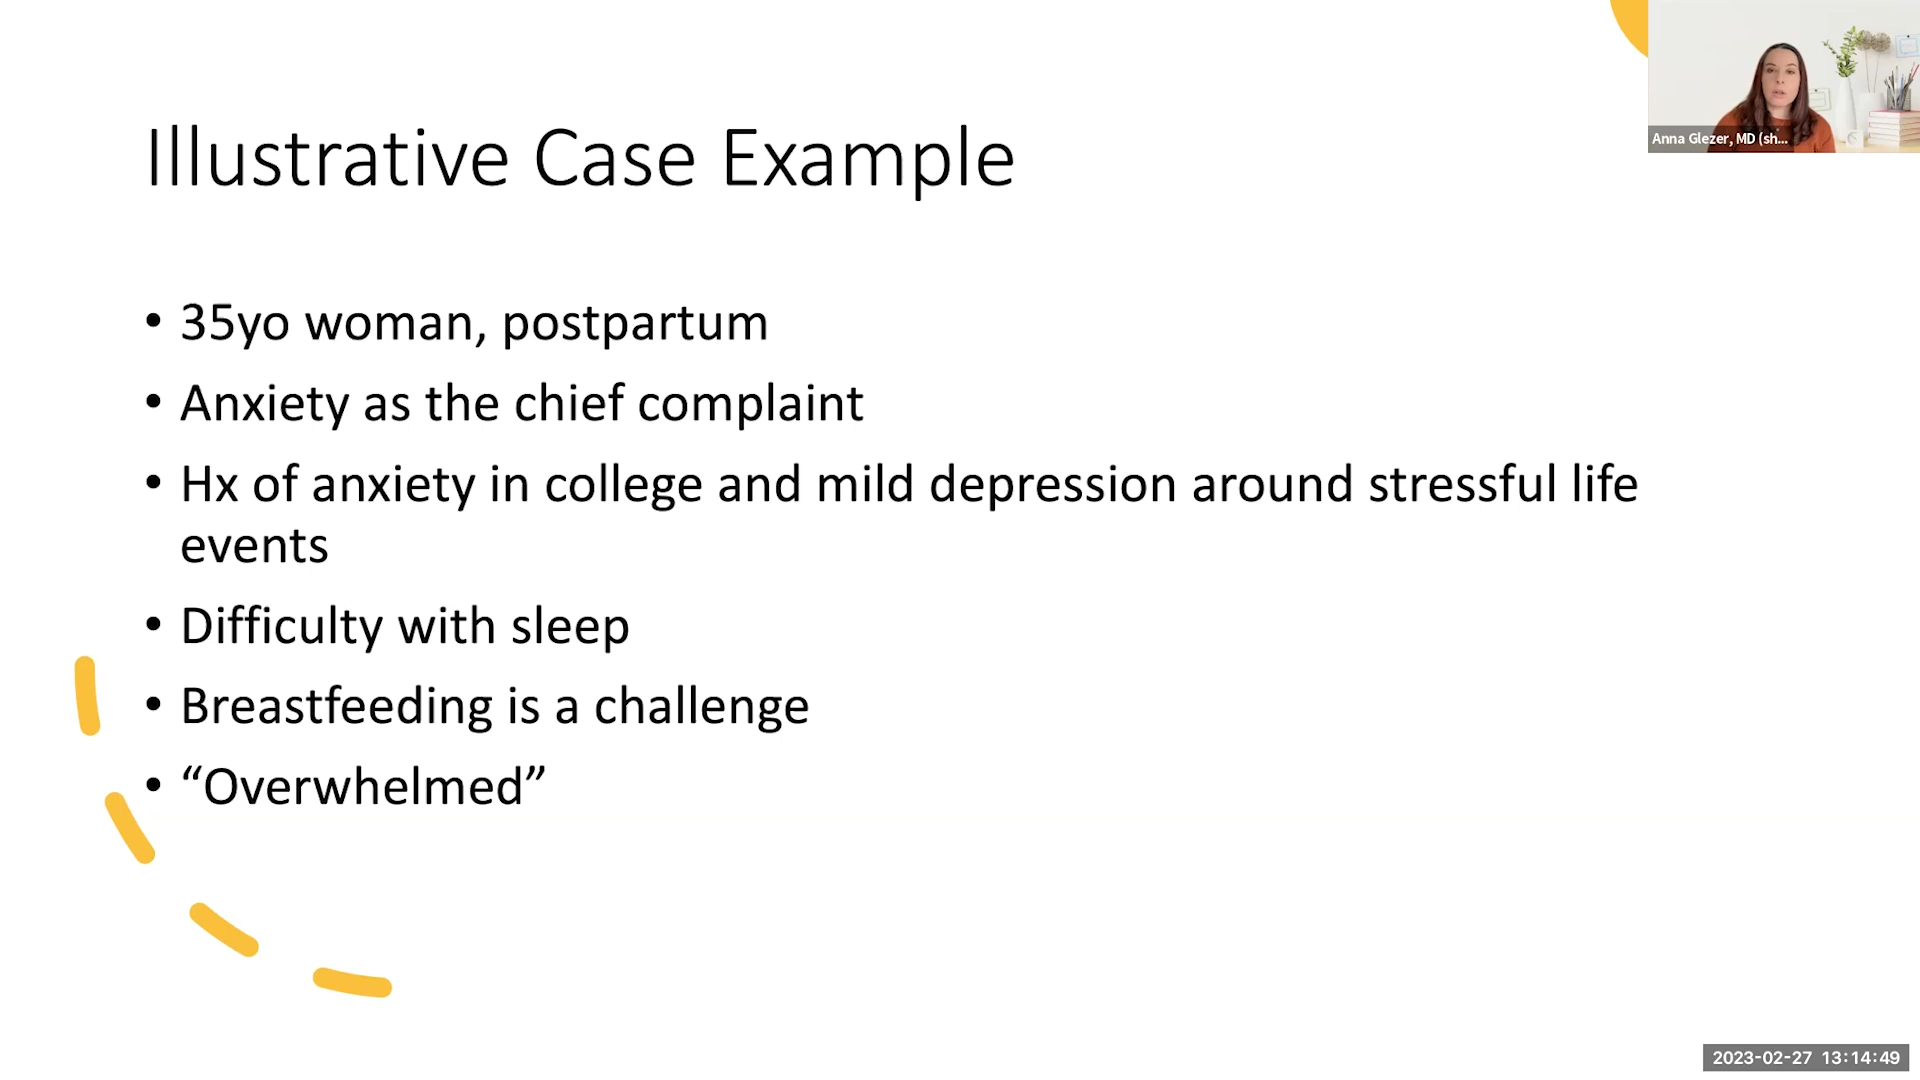 Anna Glezer, MD (sh...
Illustrative Case Example
• 35yo woman, postpartum
• Anxiety as the chief complaint
• Hx of anxiety in college and mild depression around stressful life
events
• Difficulty with sleep
• Breastfeeding is a challenge
• “Overwhelmed”
2023-02-27 13:14:49